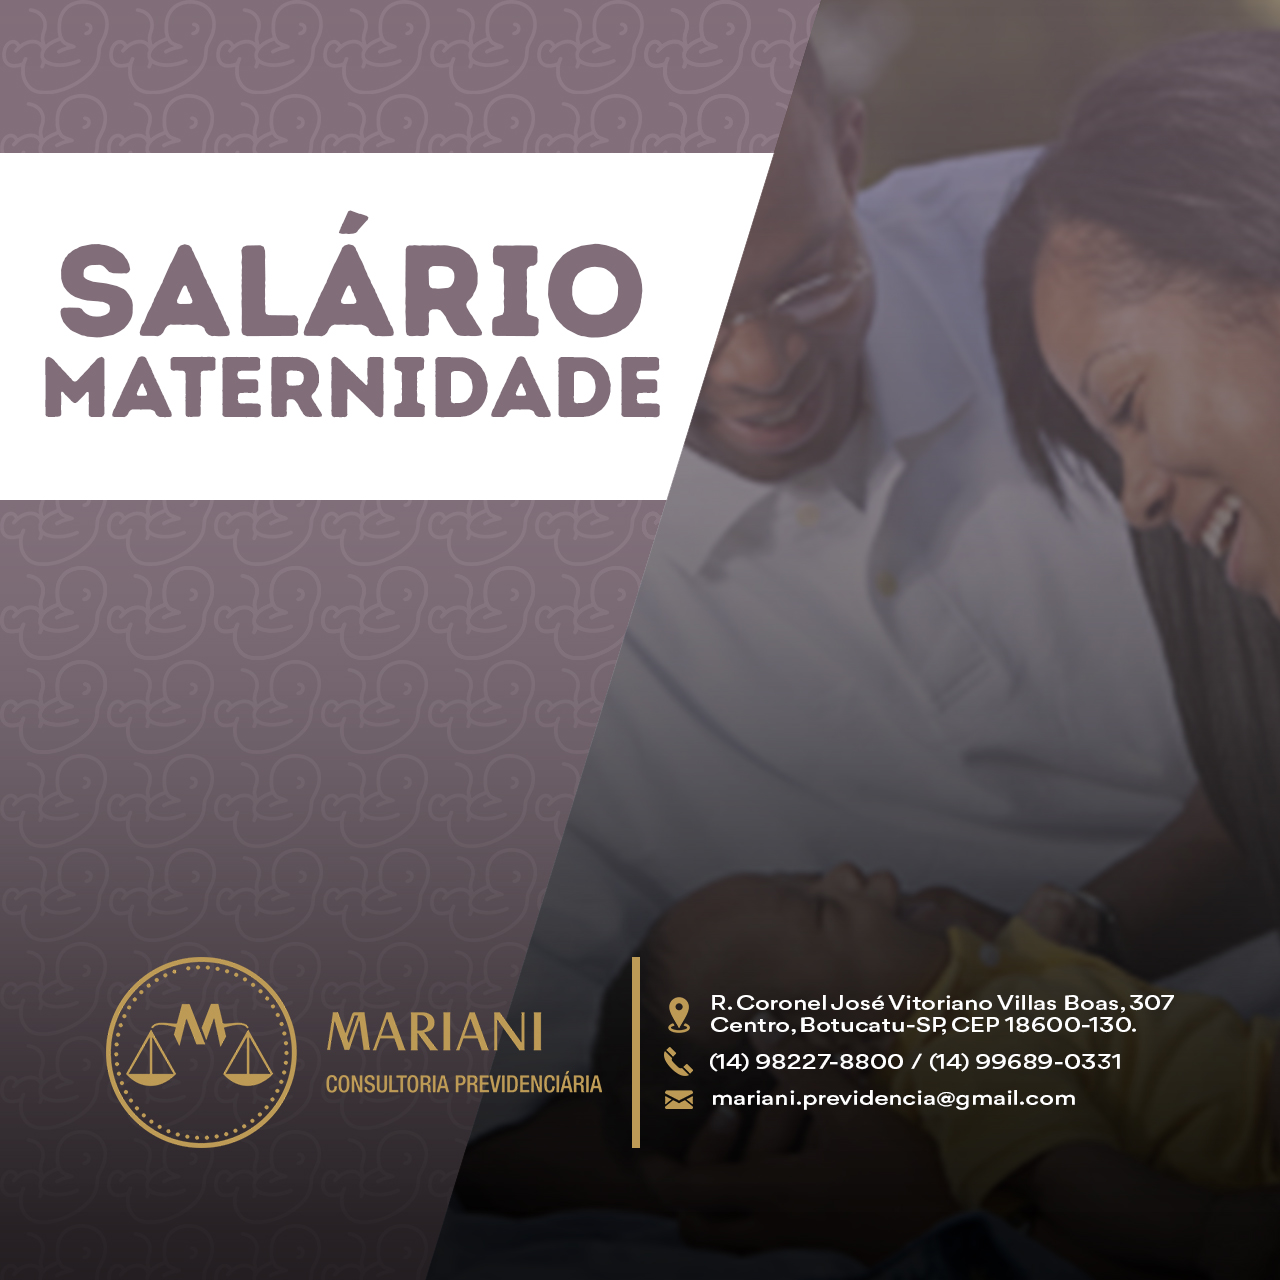 SALÁRIO
MATERNIDADE
MARIANI
CONSULTORIA PREVIDENCIÁRIA
R. Coronel José Vitoriano Villas Boas, 307
Centro, Botucatu-SP, CEP 18600-130.
(14) 98227-8800 / (14) 99689-0331
mariani.previdencia@gmail.com